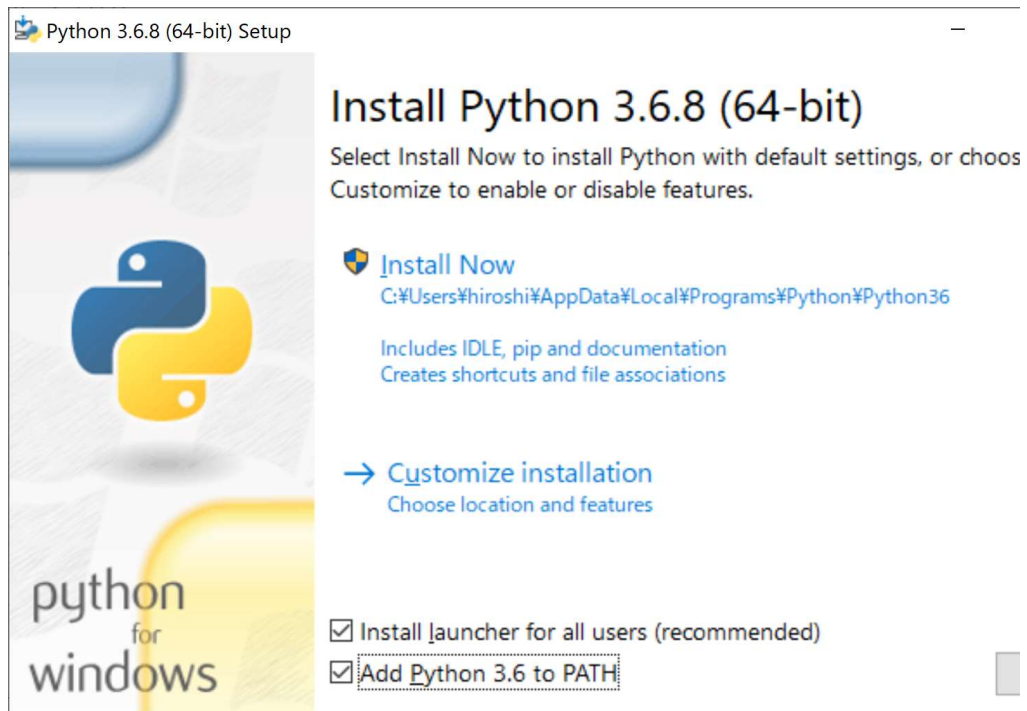 Python 3.6.8 (64-bit) Setup
Install Python 3.6.8 (64-bit)
Select Install Now to install Python with default settings, or choos
Customize to enable or disable features.
Install Now
C:¥Users¥hiroshi¥AppData¥Local¥Programs¥Python¥Python36
Includes IDLE, pip and documentation
Creates shortcuts and file associations
Customize installation
Choose location and features
python
for
windows
Install launcher for all users (recommended)
Add Python 3.6 to PATH